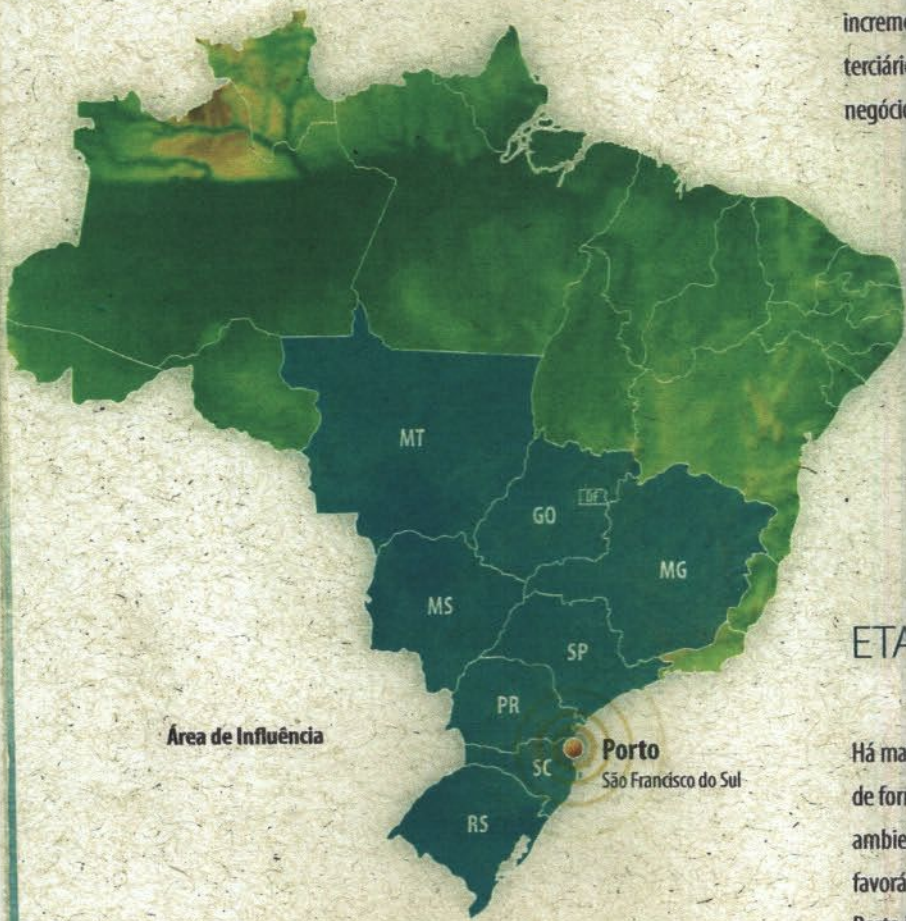 MT
GO
DF
MG
MS
SP
PR
Área de Influência
Porto
São Francisco do Sul
SC
RS
terciári
negóci
ETA
Há ma
de for
ambie
favorá